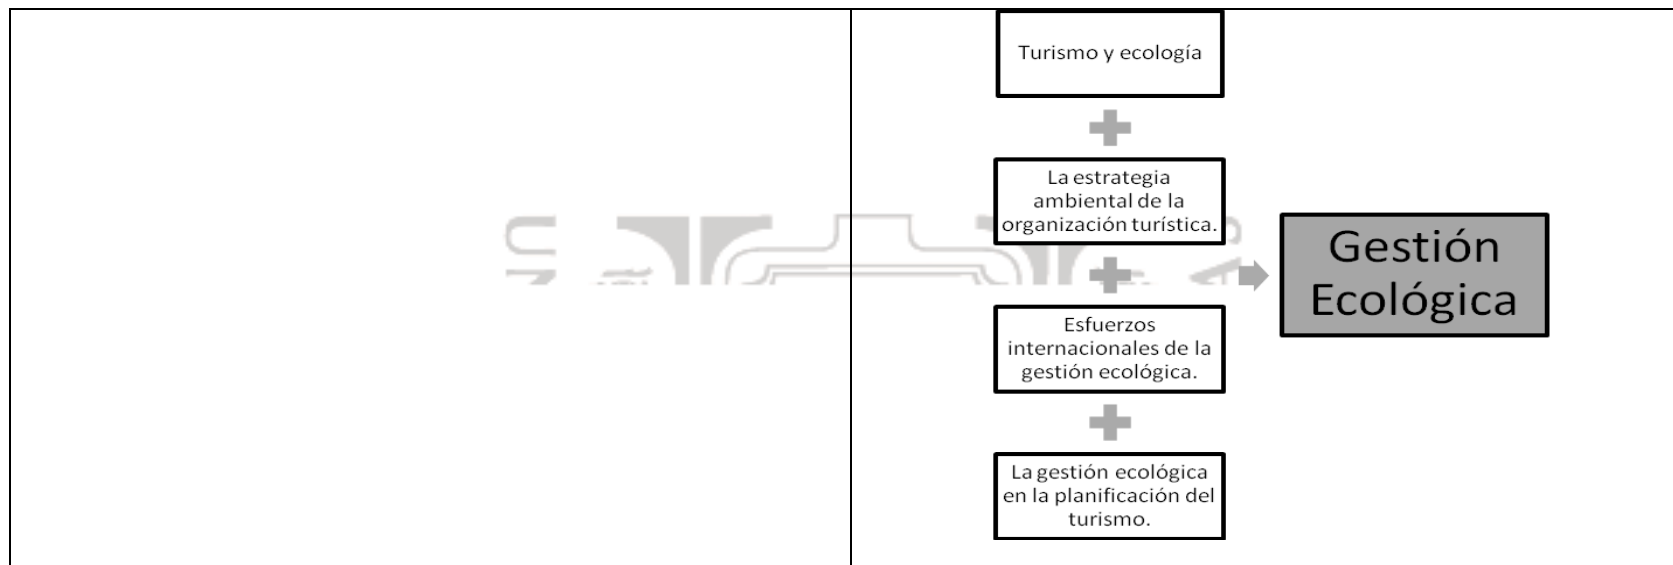 Turismo y ecología
La estrategia
ambiental de la
organización turística.
Esfuerzos
internacionales de la
gestión ecológica.
La gestión ecológica
en la planificación del
turismo.
Gestión
Ecológica